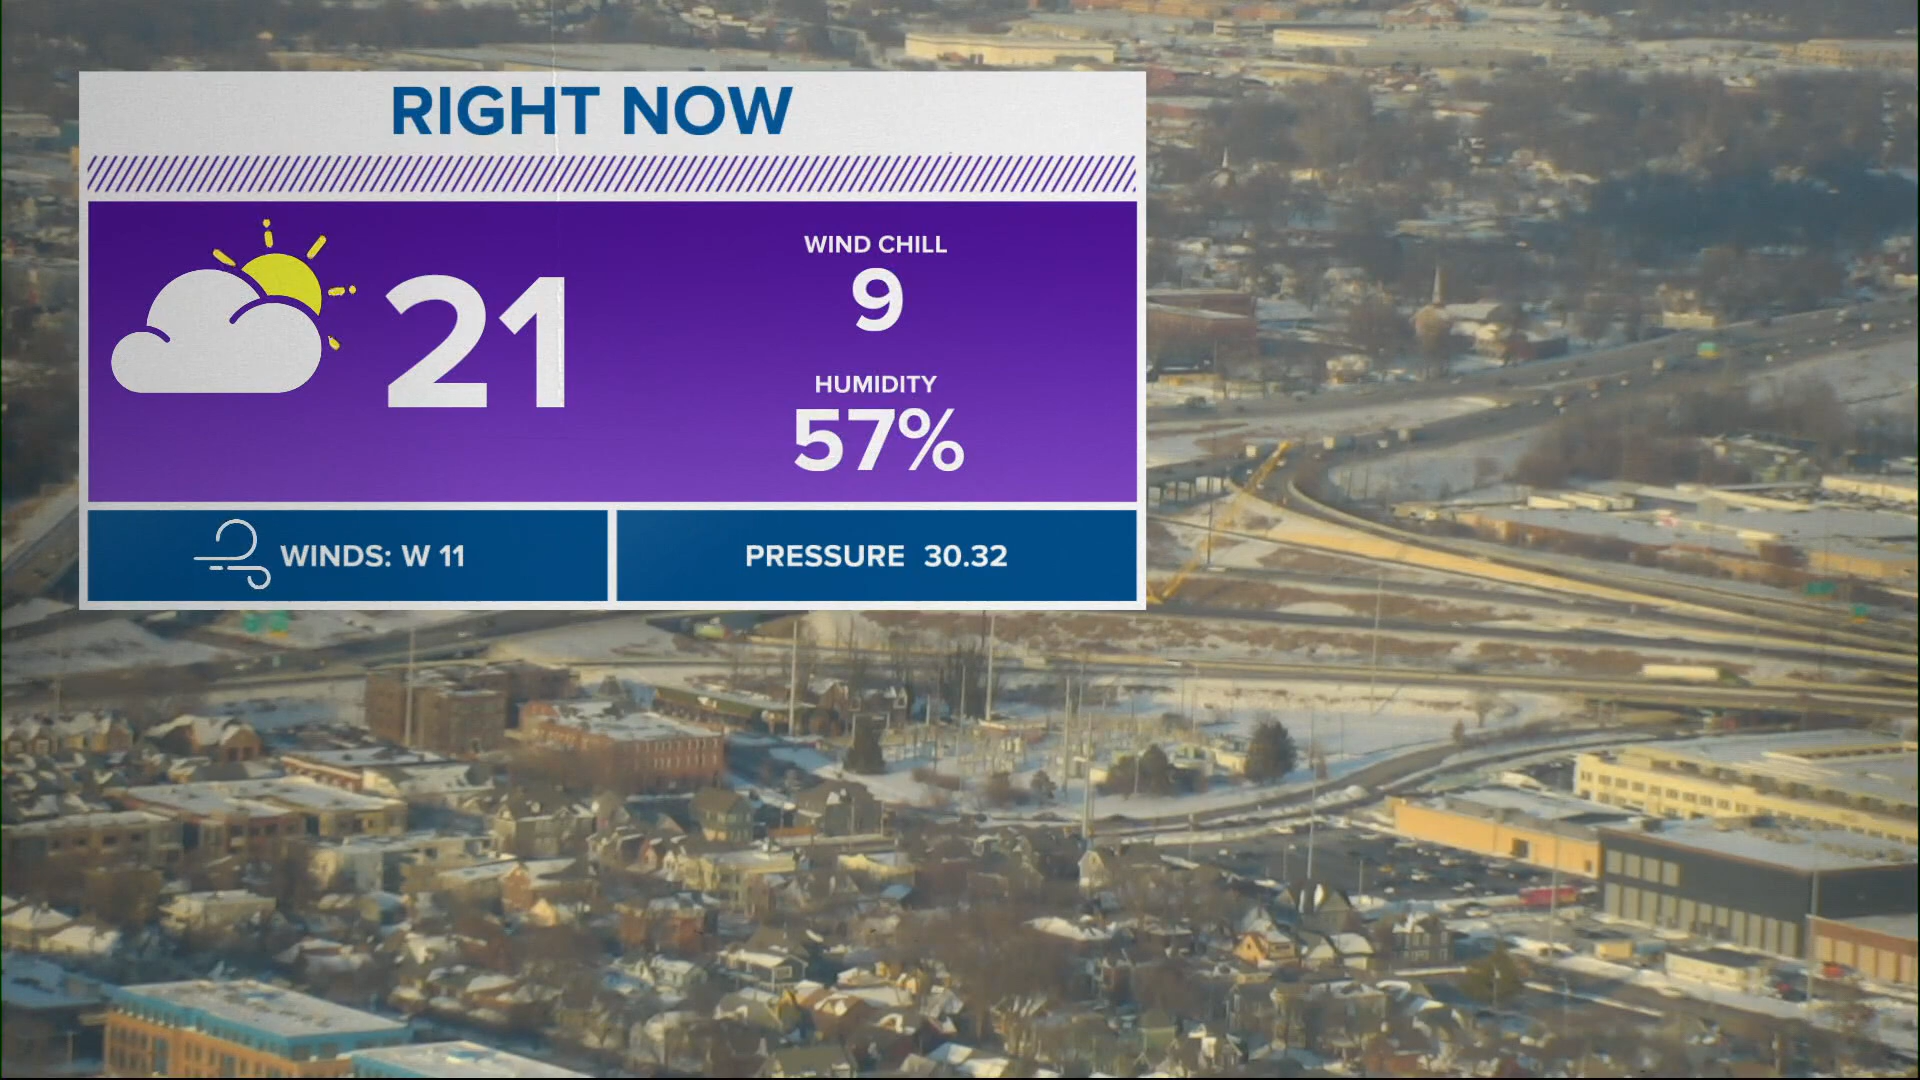 RIGHT NOW
21
WIND CHILL
9
HUMIDITY
57%
WINDS: W 11
PRESSURE 30.32